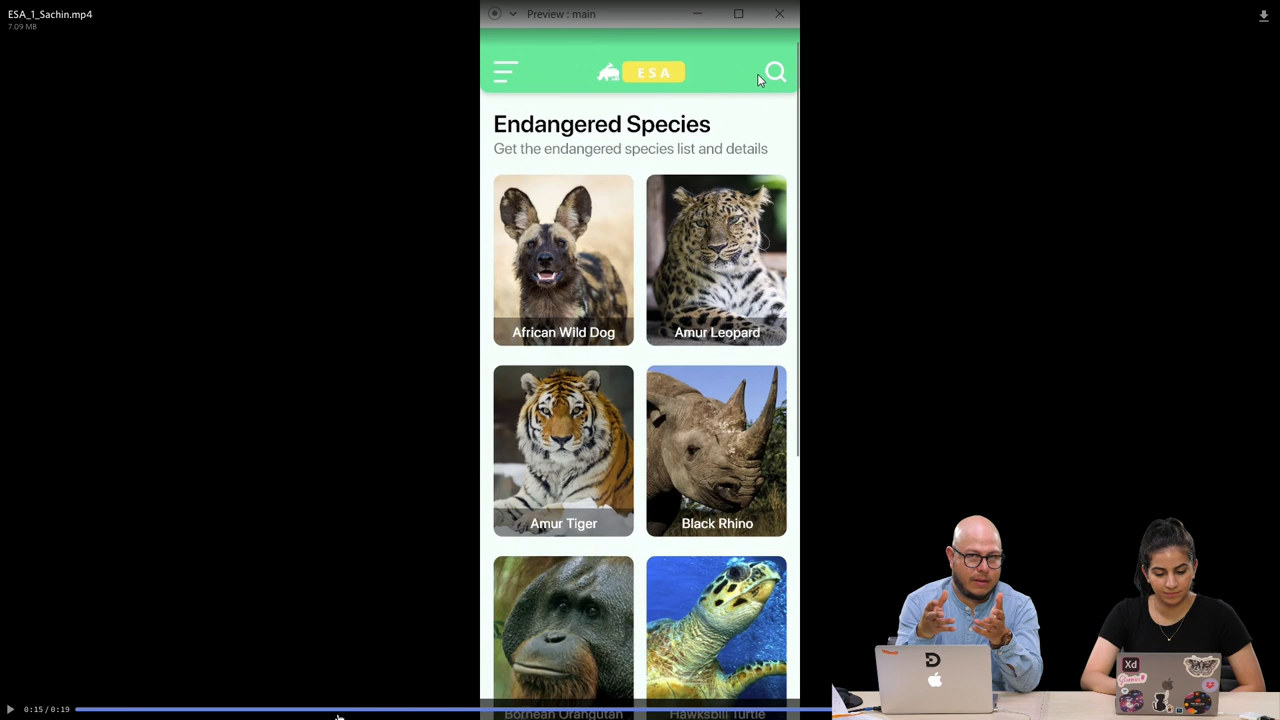 ESA_1_Sachin.mp4
7.09 MB
Preview : main
ESA
Endangered Species
Get the endangered species list and details
African Wild Dog
Amur Leopard
Amur Tiger
Black Rhino
Bornean Orangutan
Hawksbill Turtle
0:15 / 0:19
Xd